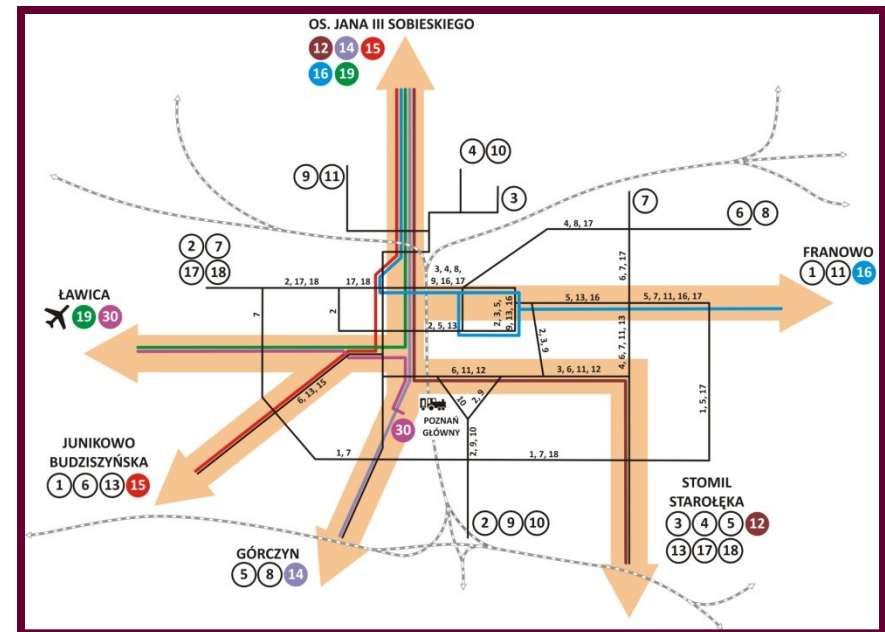 OS. JANA III SOBIESKIEGO
12 14 15
16 19
4 10
9 11
3
7
6 8
4, 8, 17
2 7
17 18
3, 4, 8,
9, 16, 17
6, 7, 17
FRANOWO
1 11 16
2, 17, 18
17, 18
ŁAWICA
19 30
7
2
2, 5, 13
2, 3, 5,
9, 13, 16
5, 13, 16
5, 7, 11, 16, 17
2, 3, 9
4, 6, 7, 11, 13
6, 11, 12
3, 6, 11, 12
6, 13, 15
10
2, 9
1, 5, 17
30
POZNAŃ
GŁÓWNY
2, 9, 10
1, 7
1, 7, 18
JUNIKOWO
BUDZISZYŃSKA
1 6 13 15
STOMIL
STAROŁĘKA
3 4 5 12
13 17 18
2 9 10
GÓRCZYN
5 8 14